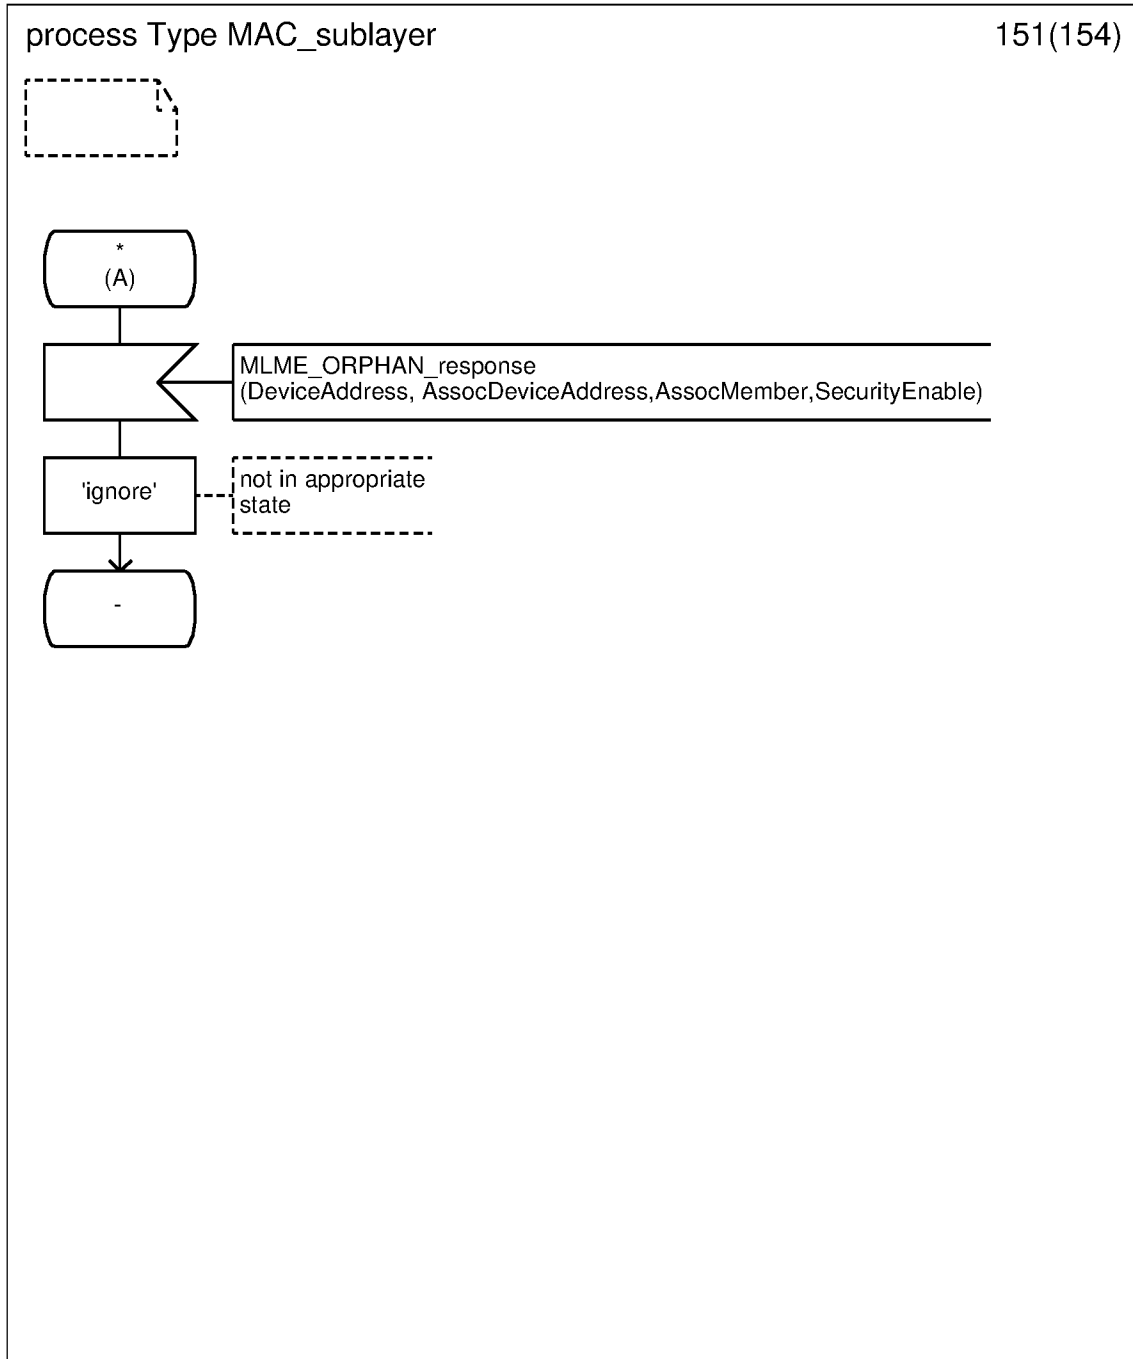 process Type MAC_sublayer
151(154)
*
(A)
MLME_ORPHAN_response
(DeviceAddress, AssocDeviceAddress,AssocMember,SecurityEnable)
'ignore'
not in appropriate
state
-